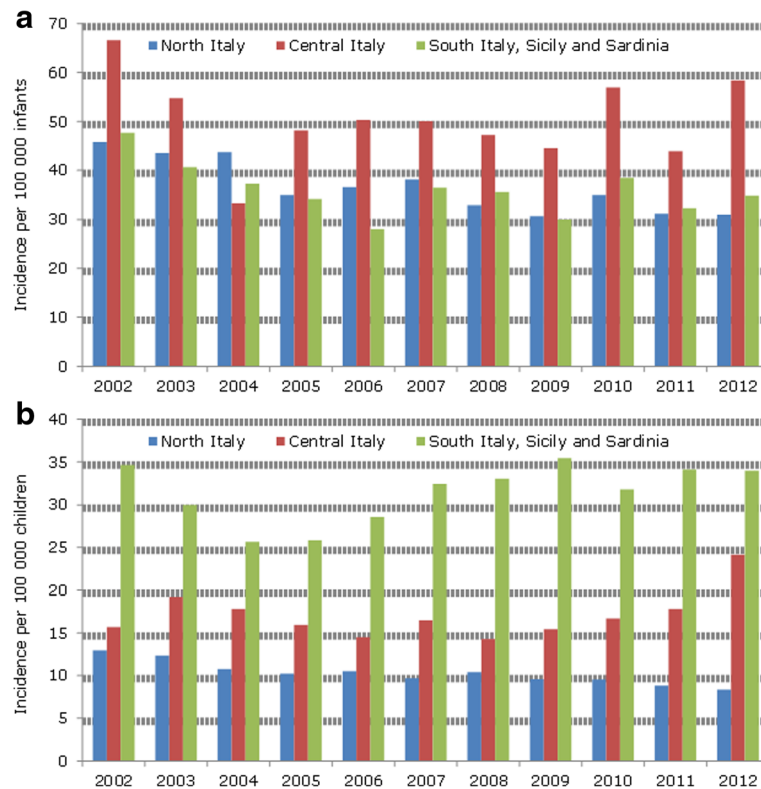 a
70
North Italy Central Italy South Italy, Sicily and Sardinia
60
50
40
30
20
10
0
Incidence per 100 000 infants
2002 2003 2004 2005 2006 2007 2008 2009 2010 2011 2012
b
40
North Italy Central Italy South Italy, Sicily and Sardinia
35
30
25
20
15
10
5
0
Incidence per 100 000 children
2002 2003 2004 2005 2006 2007 2008 2009 2010 2011 2012